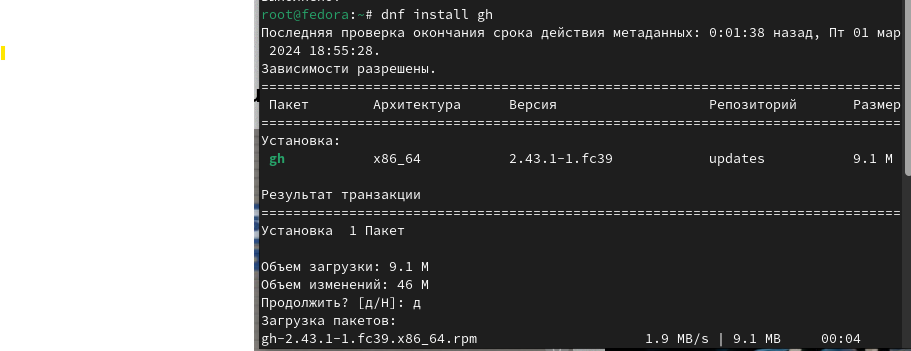 root@fedora:~# dnf install gh
Последняя проверка окончания срока действия метаданных: 0:01:38 назад, Пт 01 мар
2024 18:55:28.
Зависимости разрешены.
================================================================================
Пакет Архитектура Версия Репозиторий Размер
================================================================================
Установка:
gh x86_64 2.43.1-1.fc39 updates 9.1 M
Результат транзакции
================================================================================
Установка 1 Пакет
Объем загрузки: 9.1 M
Объем изменений: 46 M
Продолжить? [д/Н]: д
Загрузка пакетов:
gh-2.43.1-1.fc39.x86_64.rpm 1.9 MB/s | 9.1 MB 00:04